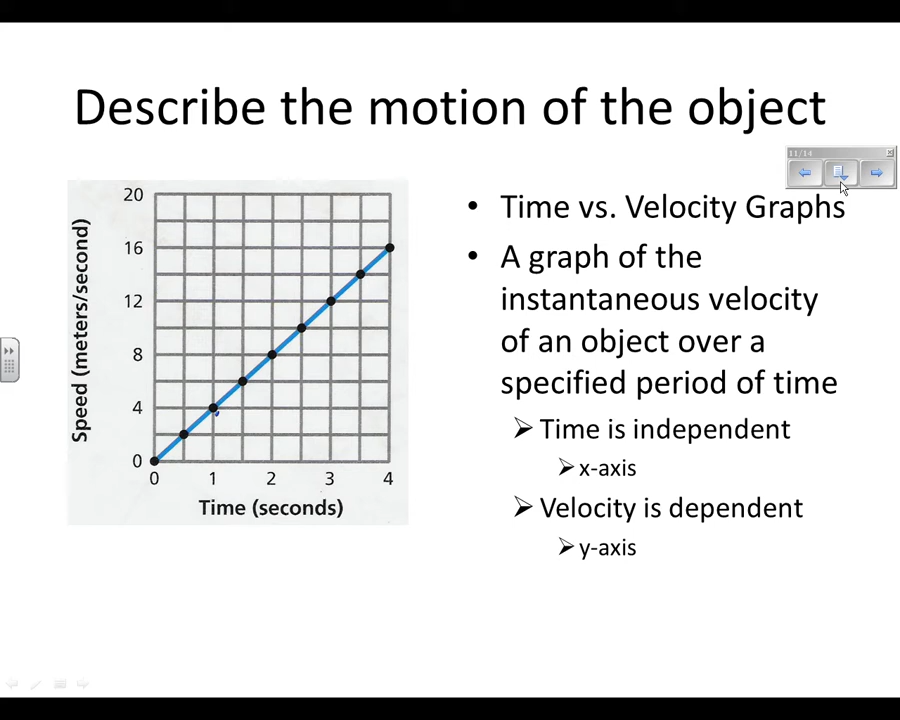 Describe the motion of the object
11/14
20
16
12
8
4
0
Speed (meters/second)
0 1 2 3 4
Time (seconds)
• Time vs. Velocity Graphs
• A graph of the
instantaneous velocity
of an object over a
specified period of time
➢ Time is independent
➢ x-axis
➢ Velocity is dependent
➢ y-axis